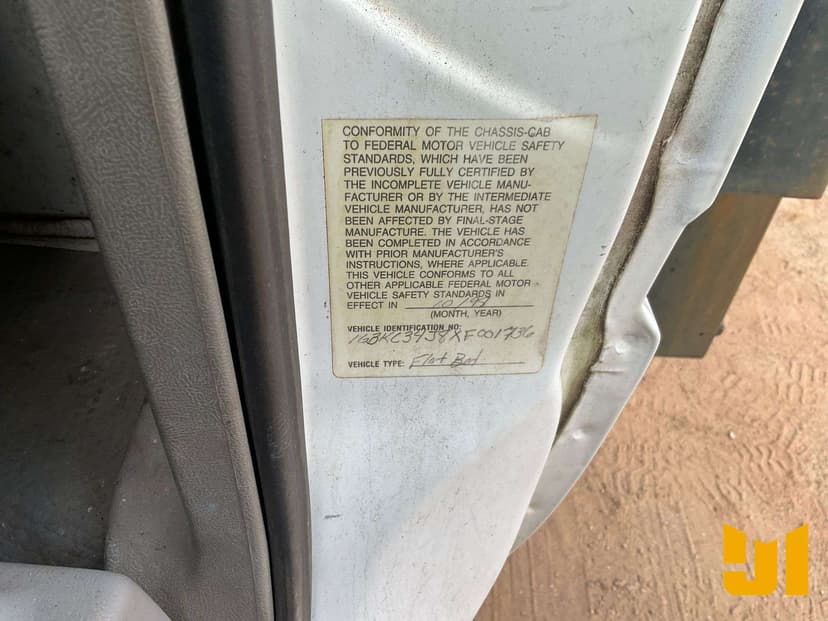 CONFORMITY OF THE CHASSIS-CAB
TO FEDERAL MOTOR VEHICLE SAFETY
STANDARDS, WHICH HAVE BEEN
PREVIOUSLY FULLY CERTIFIED BY
THE INCOMPLETE VEHICLE MANU-
FACTURER OR BY THE INTERMEDIATE
VEHICLE MANUFACTURER, HAS NOT
BEEN AFFECTED BY FINAL-STAGE
MANUFACTURE. THE VEHICLE HAS
BEEN COMPLETED IN ACCORDANCE
WITH PRIOR MANUFACTURER'S
INSTRUCTIONS, WHERE APPLICABLE.
THIS VEHICLE CONFORMS TO ALL
OTHER APPLICABLE FEDERAL MOTOR
VEHICLE SAFETY STANDARDS IN
EFFECT IN
(MONTH, YEAR)
VEHICLE IDENTIFICATION NO:
1GBKC34J8XF001736
VEHICLE TYPE: Flat Bed